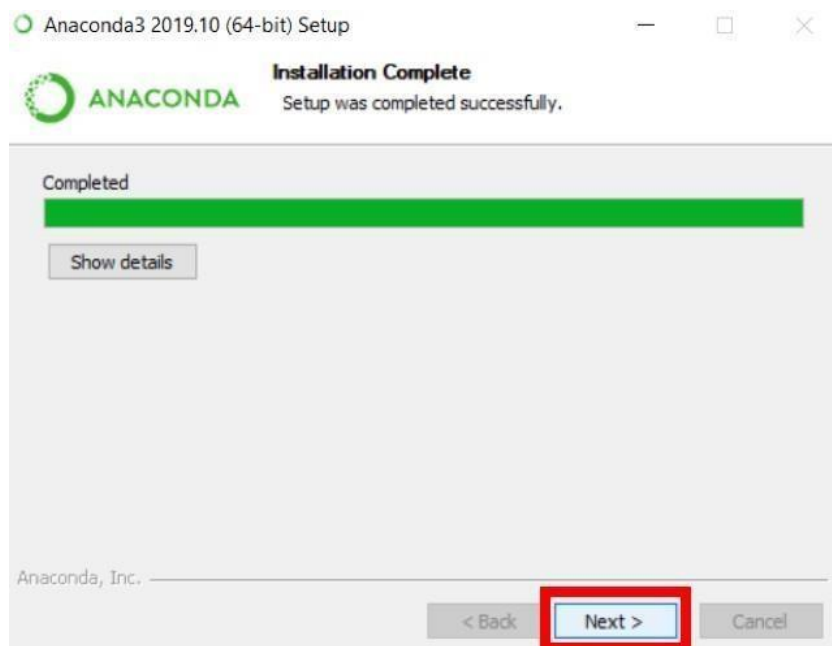 Anaconda3 2019.10 (64-bit) Setup
ANACONDA
Installation Complete
Setup was completed successfully.
Completed
Show details
Anaconda, Inc.
< Back
Next >
Cancel